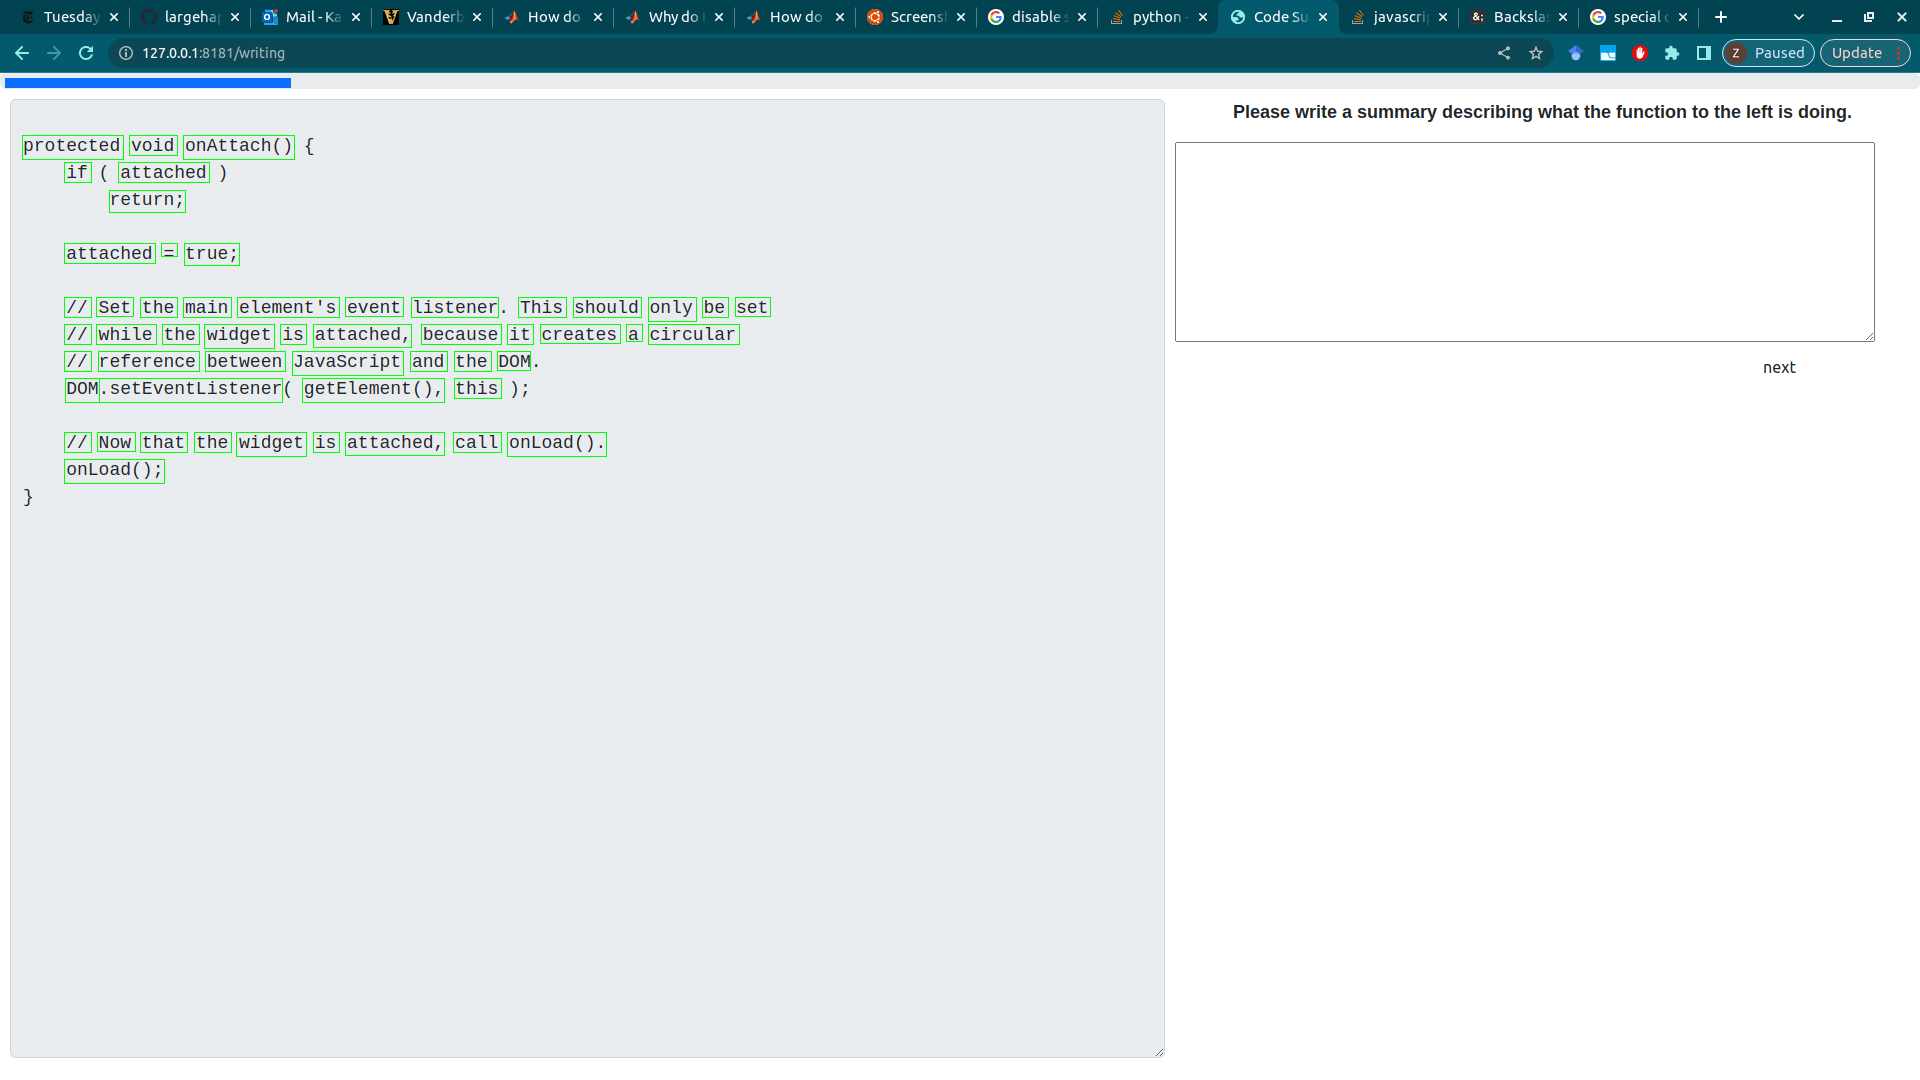 Tuesday largehap Mail - Ka Vanderb How do Why do How do Screensh disable s python - Code Su javascrip Backslas special c
127.0.0.1:8181/writing Z Paused Update
Please write a summary describing what the function to the left is doing.
protected void onAttach() {
if ( attached )
return;
attached = true;
// Set the main element's event listener. This should only be set
// while the widget is attached, because it creates a circular
// reference between JavaScript and the DOM.
DOM.setEventListener( getElement(), this );
// Now that the widget is attached, call onLoad().
onLoad();
}
next